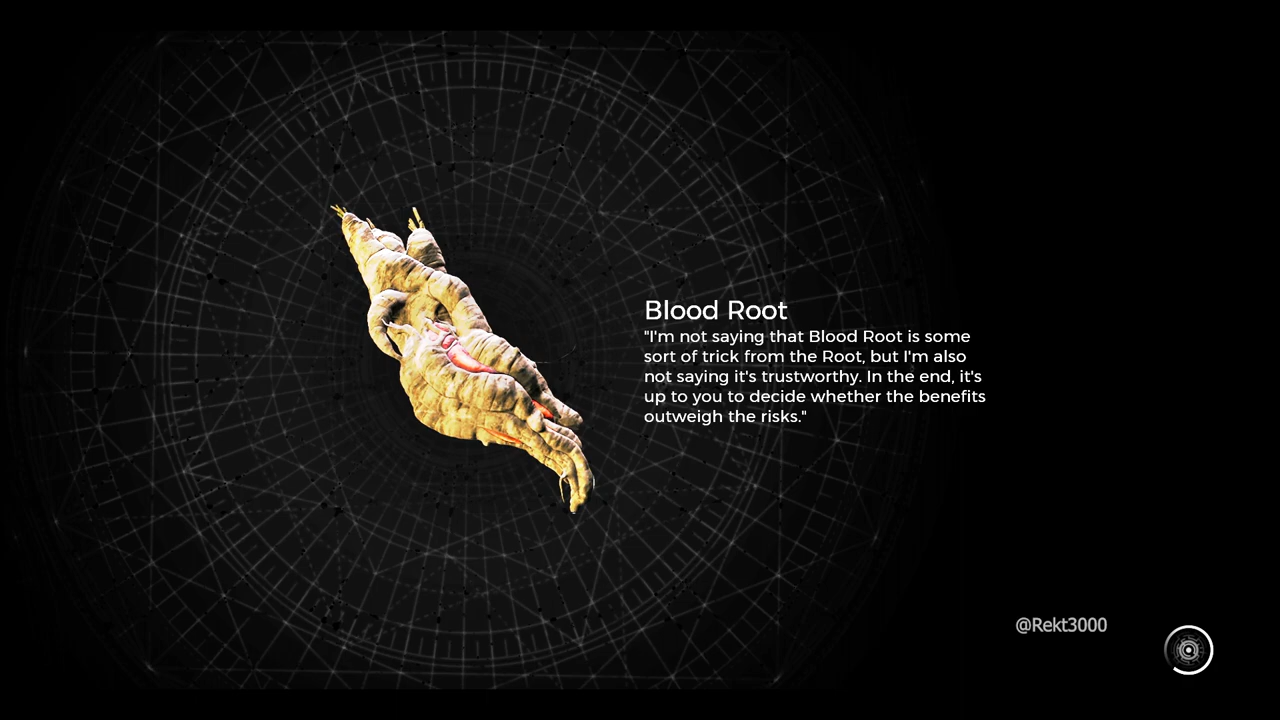 Blood Root
"I'm not saying that Blood Root is some
sort of trick from the Root, but I'm also
not saying it's trustworthy. In the end, it's
up to you to decide whether the benefits
outweigh the risks."
@Rekt3000